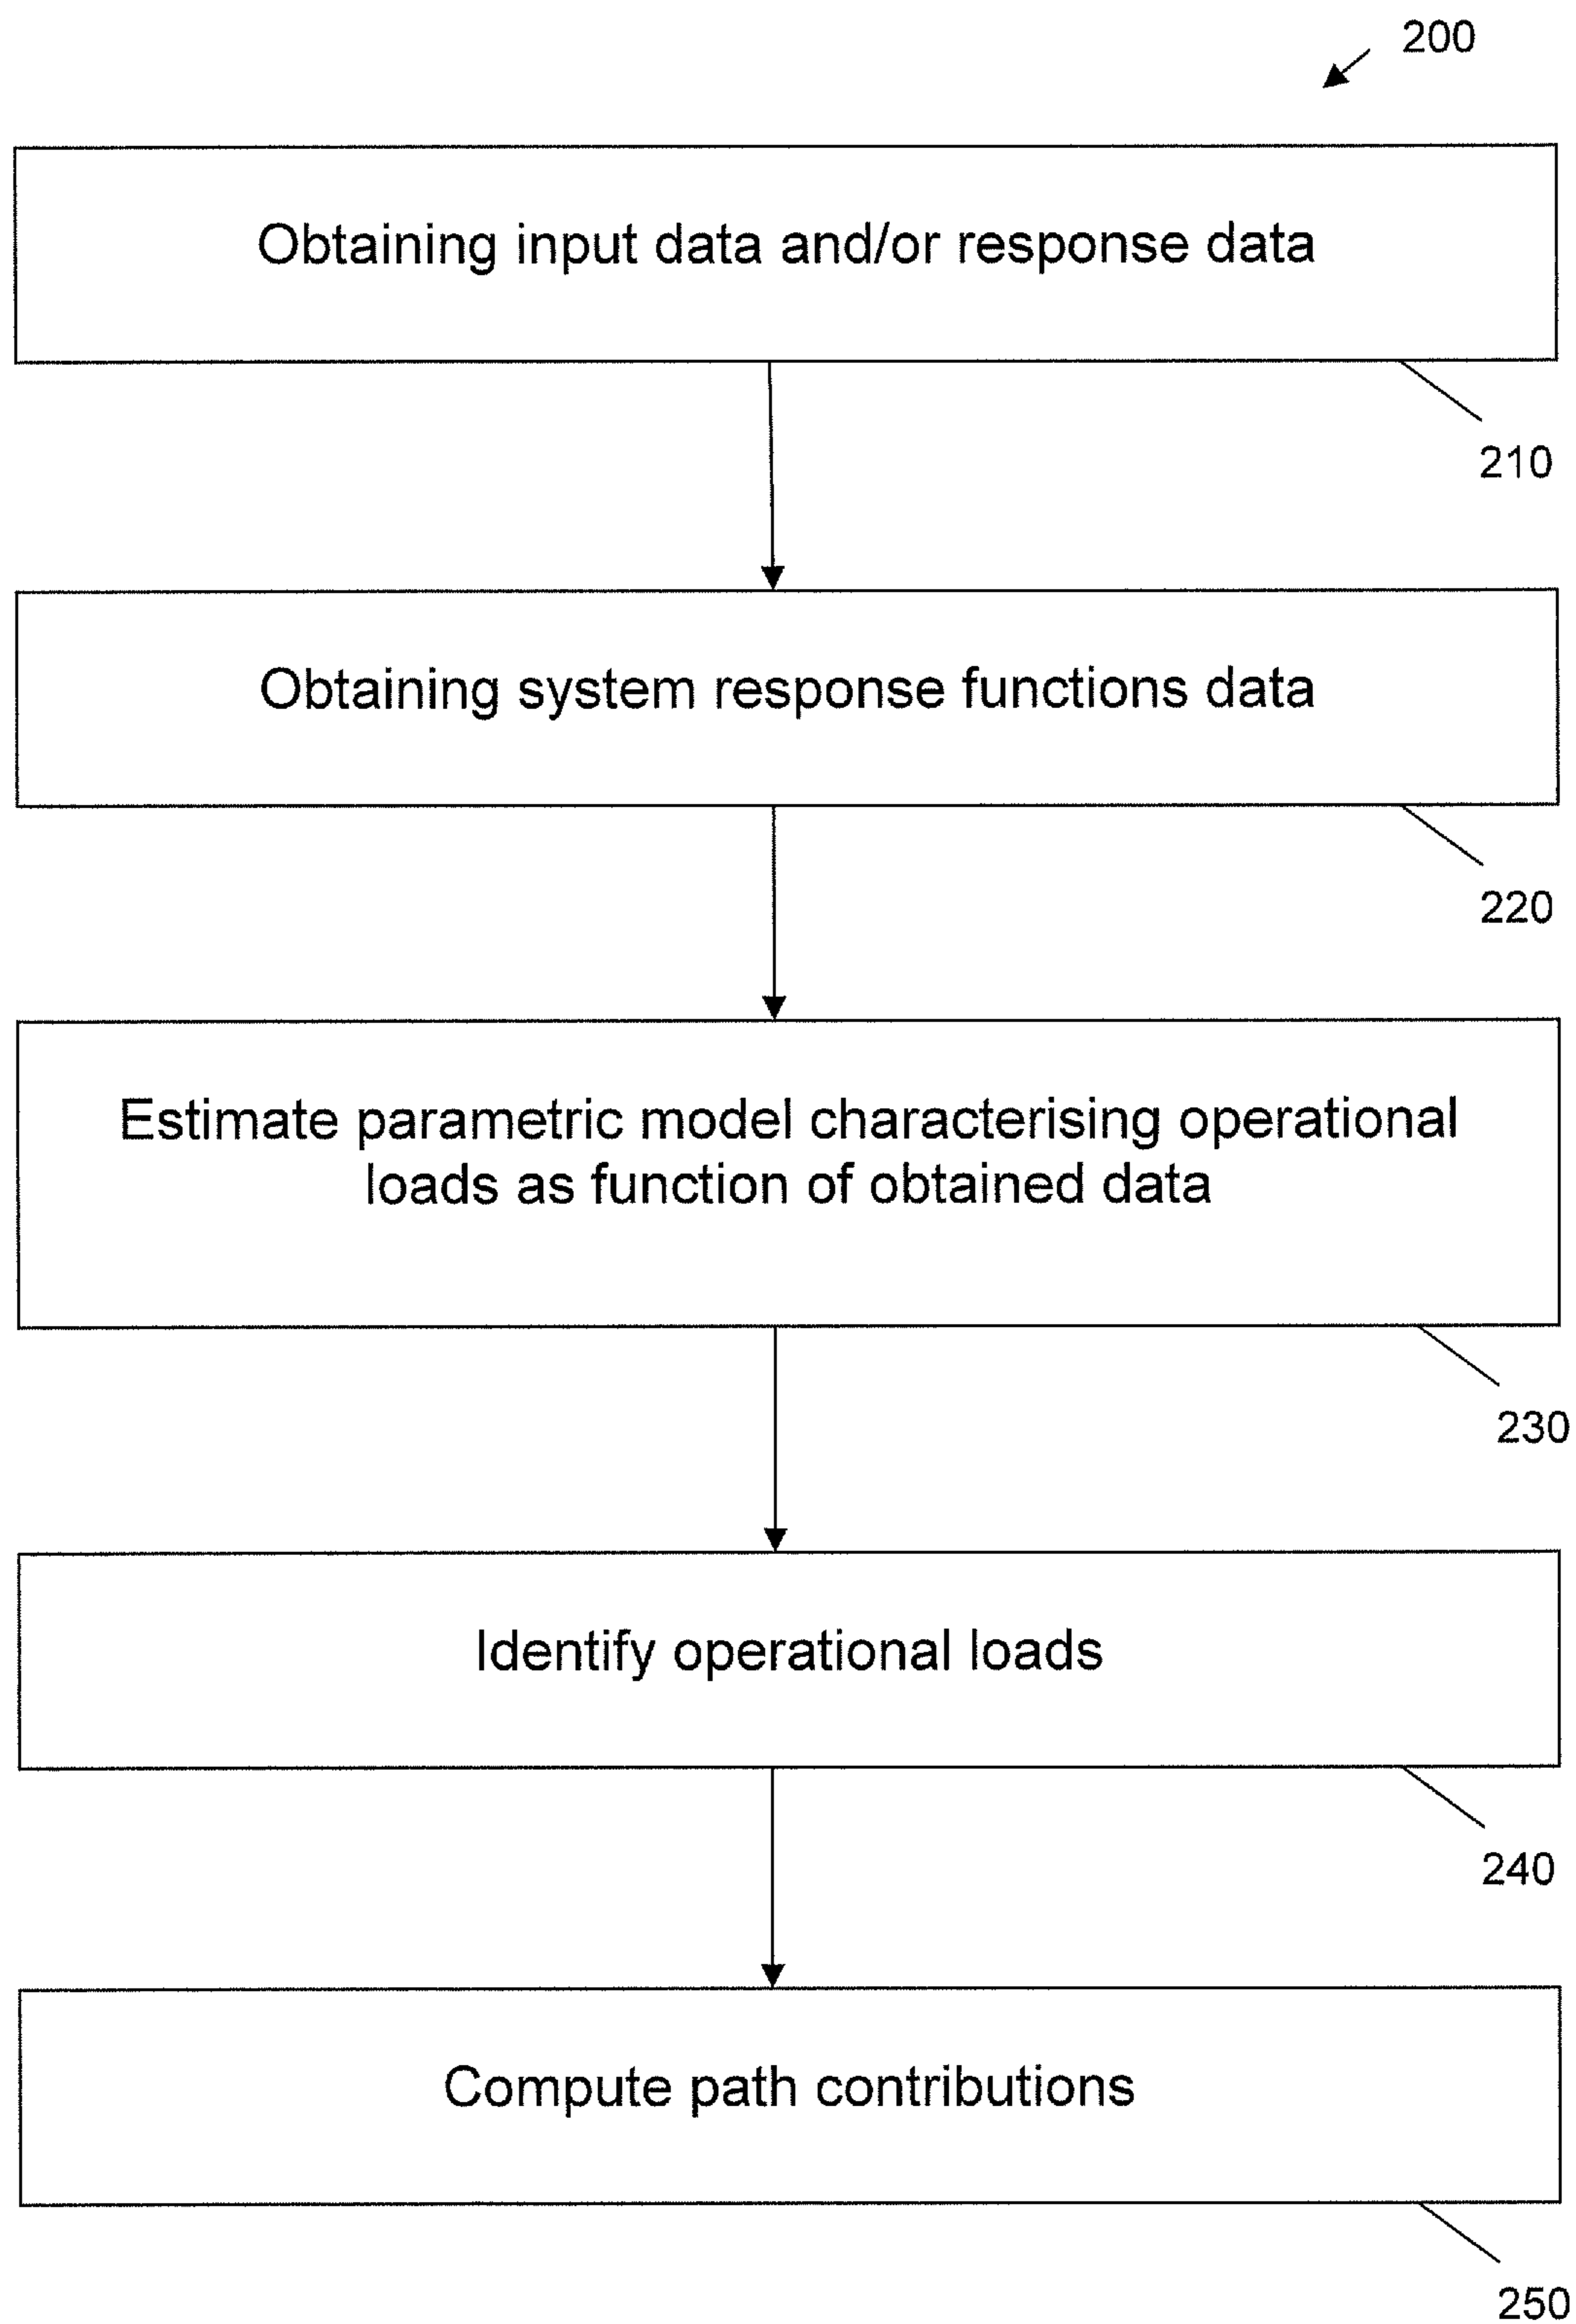 200
Obtaining input data and/or response data
210
Obtaining system response functions data
220
Estimate parametric model characterising operational
loads as function of obtained data
230
Identify operational loads
240
Compute path contributions
250